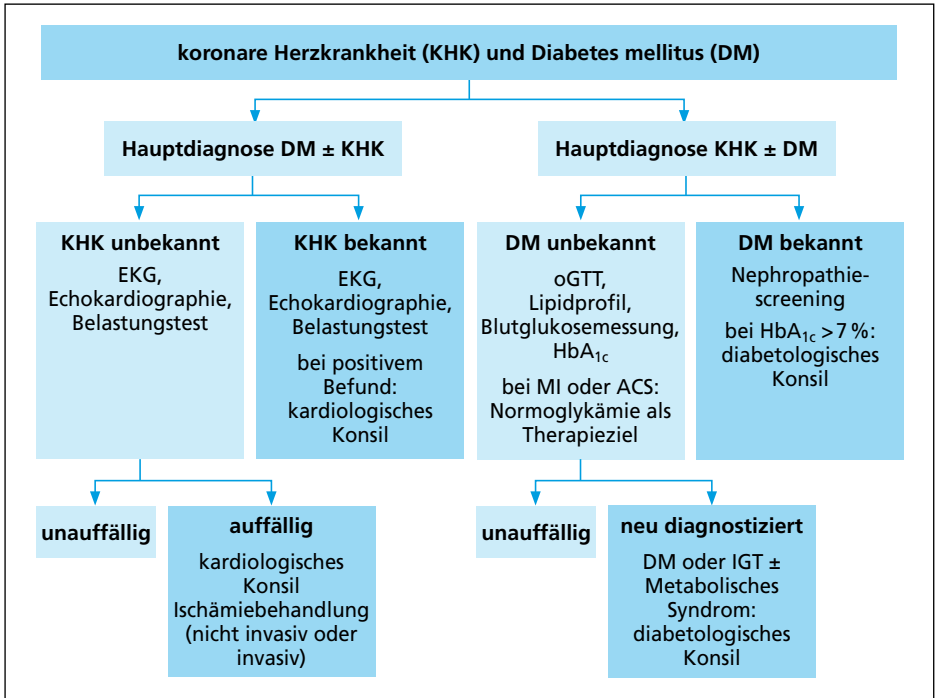 koronare Herzkrankheit (KHK) und Diabetes mellitus (DM)
Hauptdiagnose DM ± KHK
Hauptdiagnose KHK ± DM
KHK unbekannt
EKG,
Echokardiographie,
Belastungstest
KHK bekannt
EKG,
Echokardiographie,
Belastungstest
bei positivem
Befund:
kardiologisches
Konsil
DM unbekannt
oGTT,
Lipidprofil,
Blutglukosemessung,
HbA1c
bei MI oder ACS:
Normoglykämie als
Therapieziel
DM bekannt
Nephropathie-
screening
bei HbA1c >7 %:
diabetologisches
Konsil
unauffällig
auffällig
kardiologisches
Konsil
Ischämiebehandlung
(nicht invasiv oder
invasiv)
unauffällig
neu diagnostiziert
DM oder IGT ±
Metabolisches
Syndrom:
diabetologisches
Konsil